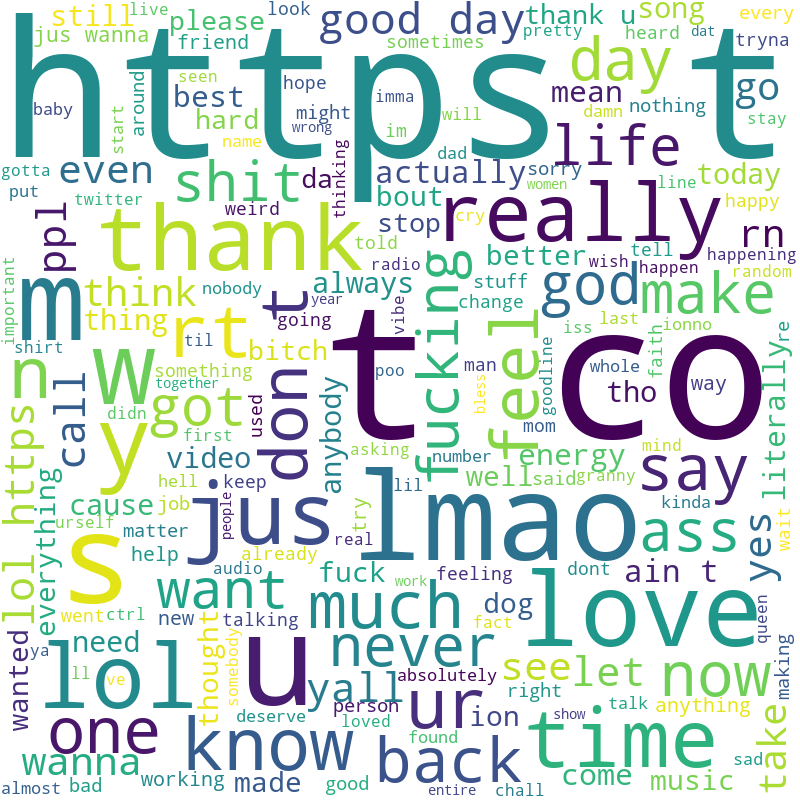 https t
still
live
please
look
good day
thank u
song
every
jus wanna
friend
sometimes
pretty
heard
dat
tryna
seen
hope
imma
day
go
baby
around
best
might
mean
nothing
start
hard
wrong
im
will
damn
stay
name
dad
life
gotta
even
shit
da
thinking
actually
sorry
today
put
twitter
weird
bout
women
line
happy
ppl
thank
stop
really
rn
cry
told
radio
better
wish
tell
happening
important
m
think
nobody
always
stuff
god
happen
random
thing
going
year
vibe
change
make
shirt
rt
t
til
bitch
fucking
feel
iss
last
ionno
re
w
something
poo
man
goodline
whole
faith
literally
n
together
don
t co
tho
way
call
got
used
anybody
bless
mom
y
didn
first
asking
number
energy
mind
say
lol https
video
hell
keep
lil
well
said
granny
kinda
wait
everything
cause
job
jus
try
lmao
ass
yes
s
urself
matter
people
real
help
already
fuck
dont
ain t
audio
feeling
want
much
work
dog
love
went
ctrl
new
talking
fact
queen
wanted
need
thought
u
never
see
let
now
ya
lol
somebody
yall
absolutely
making
ll
ve
person
ur
right
talk
anything
one
deserve
loved
ion
show
know
back
found
time
take
wanna
sad
almost
bad
working
made
good
entire
chall
come
music